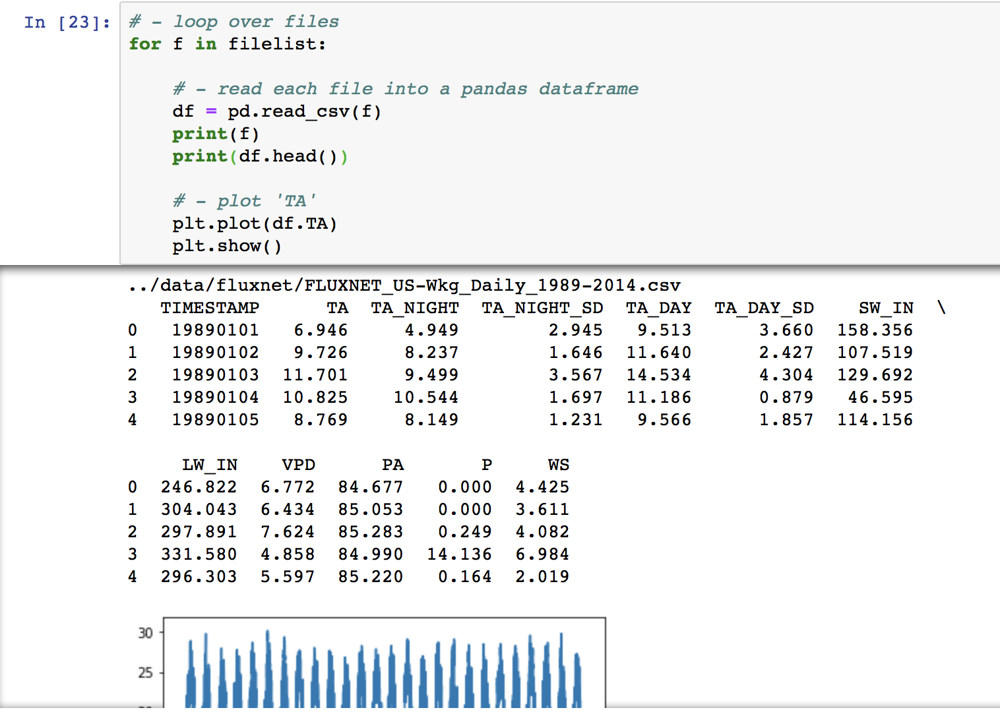 In [23]: # - loop over files
for f in filelist:
# - read each file into a pandas dataframe
df = pd.read_csv(f)
print(f)
print(df.head())
# - plot 'TA'
plt.plot(df.TA)
plt.show()
../data/fluxnet/FLUXNET_US-Wkg_Daily_1989-2014.csv
TIMESTAMP TA TA_NIGHT TA_NIGHT_SD TA_DAY TA_DAY_SD SW_IN \
0 19890101 6.946 4.949 2.945 9.513 3.660 158.356
1 19890102 9.726 8.237 1.646 11.640 2.427 107.519
2 19890103 11.701 9.499 3.567 14.534 4.304 129.692
3 19890104 10.825 10.544 1.697 11.186 0.879 46.595
4 19890105 8.769 8.149 1.231 9.566 1.857 114.156
LW_IN VPD PA P WS
0 246.822 6.772 84.677 0.000 4.425
1 304.043 6.434 85.053 0.000 3.611
2 297.891 7.624 85.283 0.249 4.082
3 331.580 4.858 84.990 14.136 6.984
4 296.303 5.597 85.220 0.164 2.019
30
25